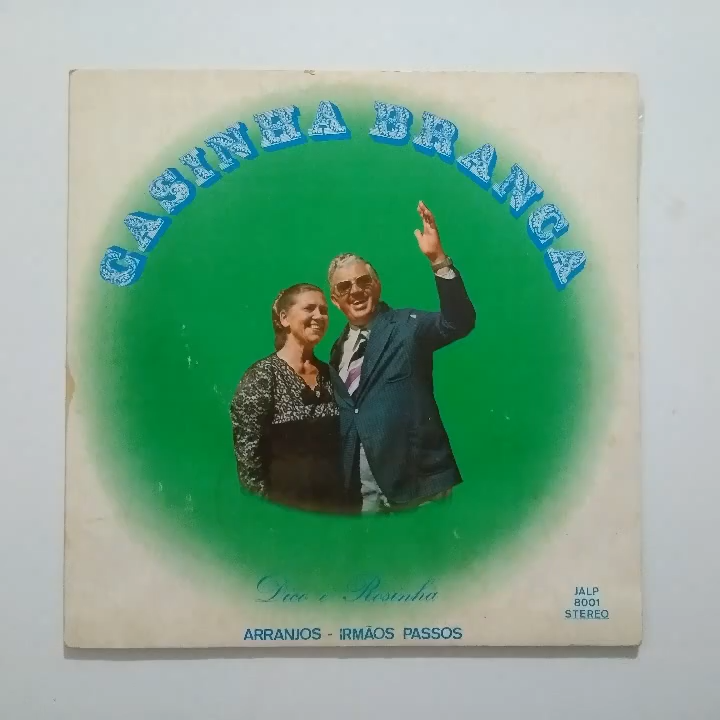 CASINHA BRANCA
Dico e Rosinha
ARRANJOS - IRMÃOS PASSOS
JALP
8001
STEREO